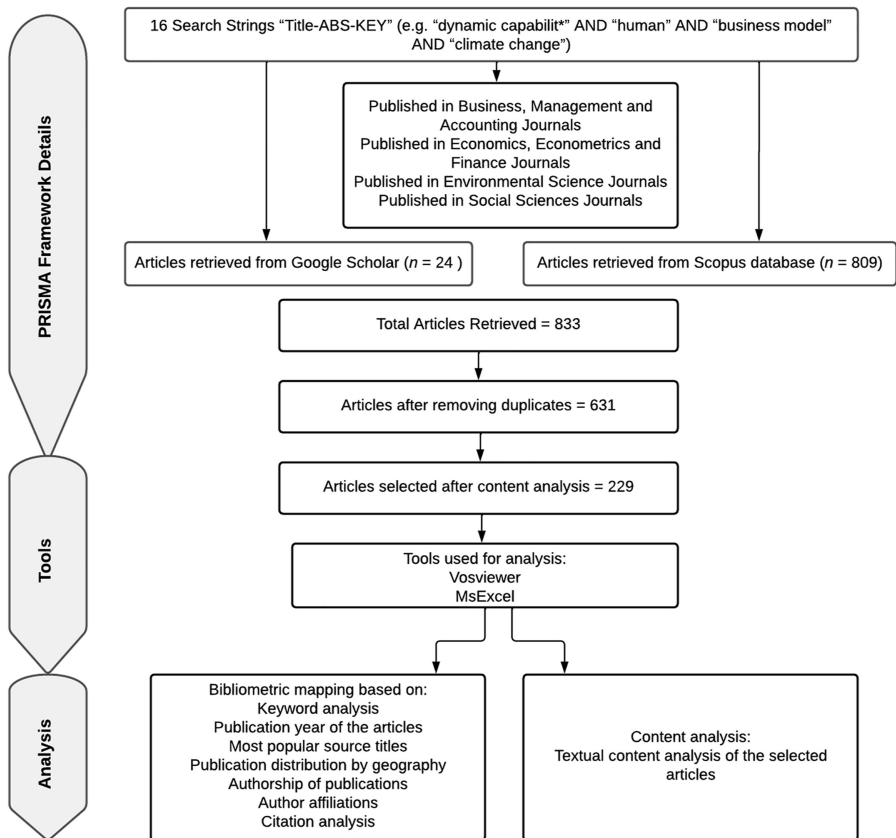 16 Search Strings “Title-ABS-KEY” (e.g. “dynamic capabilit*” AND “human” AND “business model”
AND “climate change”)
Published in Business, Management and
Accounting Journals
Published in Economics, Econometrics and
Finance Journals
Published in Environmental Science Journals
Published in Social Sciences Journals
PRISMA Framework Details
Articles retrieved from Google Scholar (n = 24 )
Articles retrieved from Scopus database (n = 809)
Total Articles Retrieved = 833
Articles after removing duplicates = 631
Articles selected after content analysis = 229
Tools
Tools used for analysis:
Vosviewer
MsExcel
Analysis
Bibliometric mapping based on:
Keyword analysis
Publication year of the articles
Most popular source titles
Publication distribution by geography
Authorship of publications
Author affiliations
Citation analysis
Content analysis:
Textual content analysis of the selected
articles